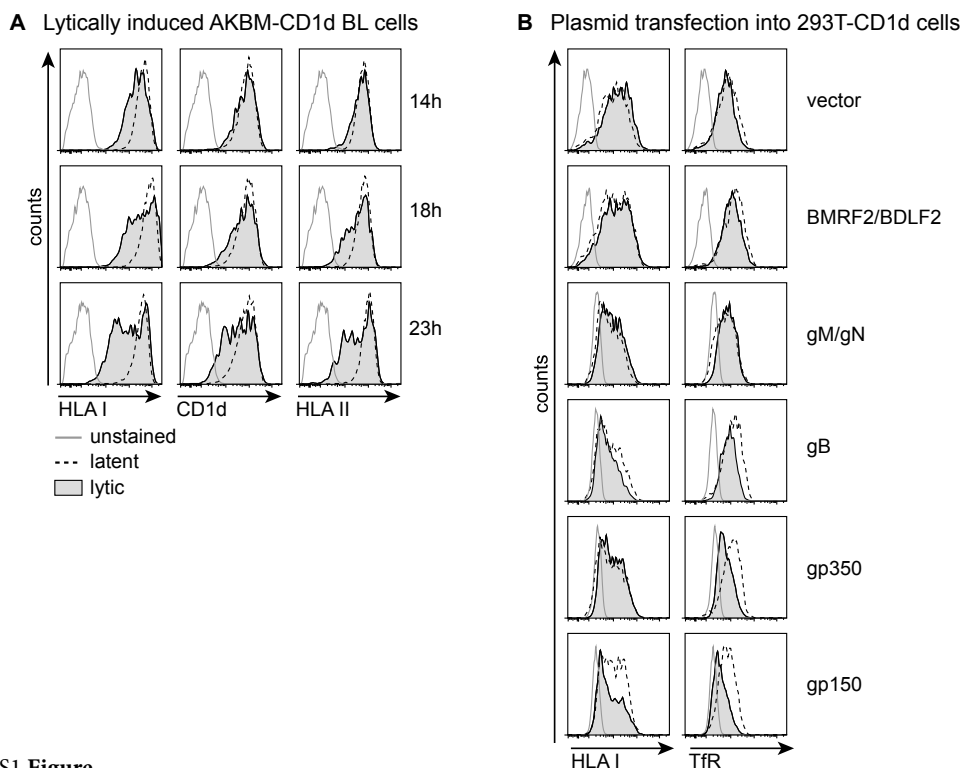 A Lytically induced AKBM-CD1d BL cells
14h
18h
23h
counts
HLA I
CD1d
HLA II
unstained
latent
lytic
B Plasmid transfection into 293T-CD1d cells
vector
BMRF2/BDLF2
gM/gN
gB
gp350
gp150
counts
HLA I
TfR
S1 Figure